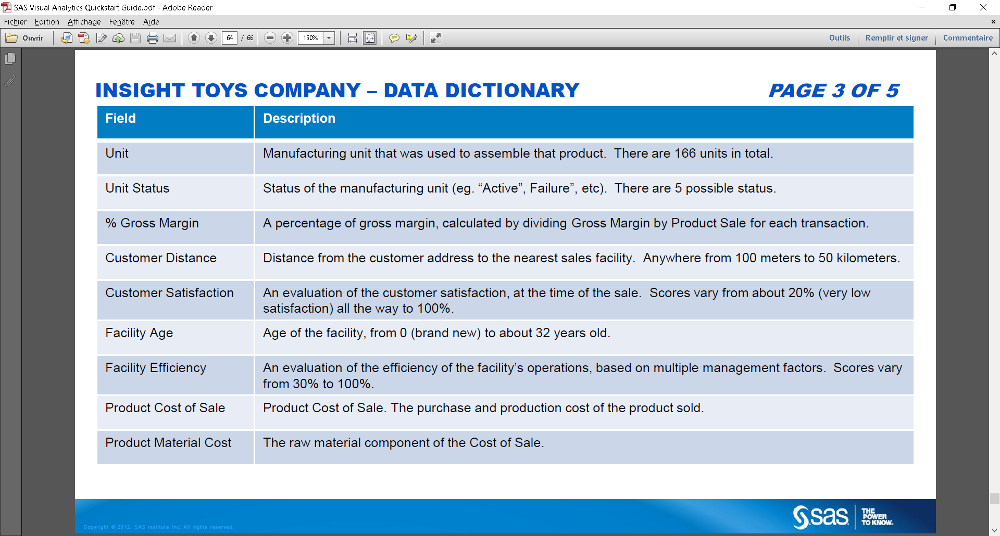 SAS Visual Analytics Quickstart Guide.pdf - Adobe Reader
Fichier Edition Affichage Fenêtre Aide
Ouvrir 64 / 66 150% Outils Remplir et signer Commentaire
INSIGHT TOYS COMPANY – DATA DICTIONARY PAGE 3 OF 5
Field Description
Unit Manufacturing unit that was used to assemble that product. There are 166 units in total.
Unit Status Status of the manufacturing unit (eg. “Active”, Failure”, etc). There are 5 possible status.
% Gross Margin A percentage of gross margin, calculated by dividing Gross Margin by Product Sale for each transaction.
Customer Distance Distance from the customer address to the nearest sales facility. Anywhere from 100 meters to 50 kilometers.
Customer Satisfaction An evaluation of the customer satisfaction, at the time of the sale. Scores vary from about 20% (very low
satisfaction) all the way to 100%.
Facility Age Age of the facility, from 0 (brand new) to about 32 years old.
Facility Efficiency An evaluation of the efficiency of the facility’s operations, based on multiple management factors. Scores vary
from 30% to 100%.
Product Cost of Sale Product Cost of Sale. The purchase and production cost of the product sold.
Product Material Cost The raw material component of the Cost of Sale.
sas THE
POWER
TO KNOW.
Copyright © 2012, SAS Institute Inc. All rights reserved.